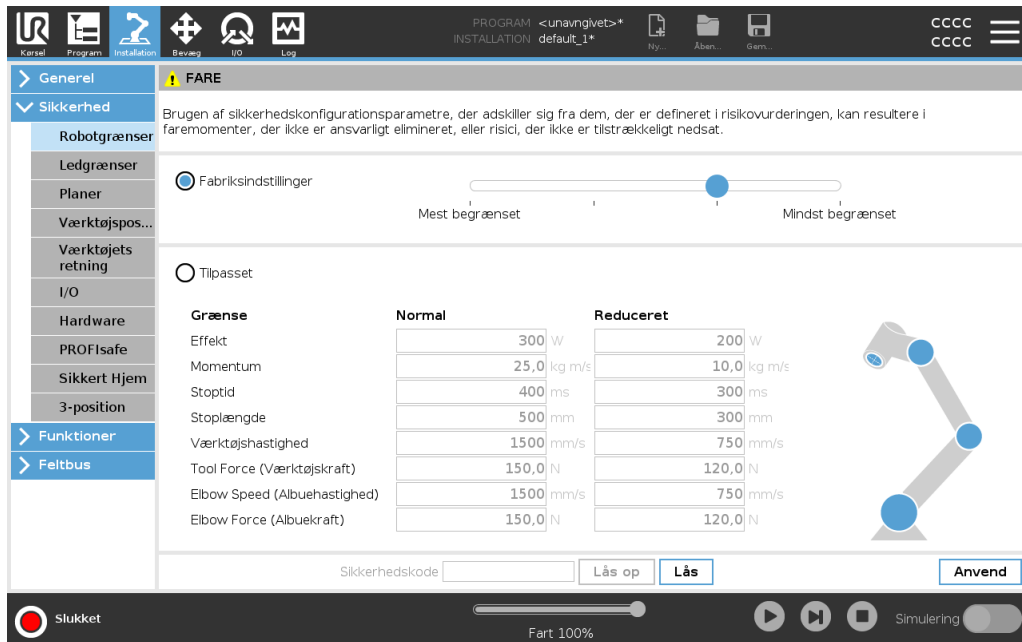 PROGRAM <unavngivet>*
INSTALLATION default_1*
Kørsel Program Installation Bevæg I/O Log
Ny... Åben... Gem...
CCCC
CCCC
Generel
Sikkerhed
Robotgrænser
Ledgrænser
Planer
Værktøjspos...
Værktøjets
retning
I/O
Hardware
PROFIsafe
Sikkert Hjem
3-position
Funktioner
Feltbus
FARE
Brugen af sikkerhedskonfigurationsparametre, der adskiller sig fra dem, der er defineret i risikovurderingen, kan resultere i
faremomenter, der ikke er ansvarligt elimineret, eller risici, der ikke er tilstrækkeligt nedsat.
Fabriksindstillinger
Mest begrænset Mindst begrænset
Tilpasset
Grænse Normal Reduceret
Effekt 300 W 200 W
Momentum 25,0 kg m/s 10,0 kg m/s
Stoptid 400 ms 300 ms
Stoplængde 500 mm 300 mm
Værktøjshastighed 1500 mm/s 750 mm/s
Tool Force (Værktøjskraft) 150,0 N 120,0 N
Elbow Speed (Albuehastighed) 1500 mm/s 750 mm/s
Elbow Force (Albuekraft) 150,0 N 120,0 N
Sikkerhedskode Lås op Lås Anvend
Slukket
Fart 100%
Simulering